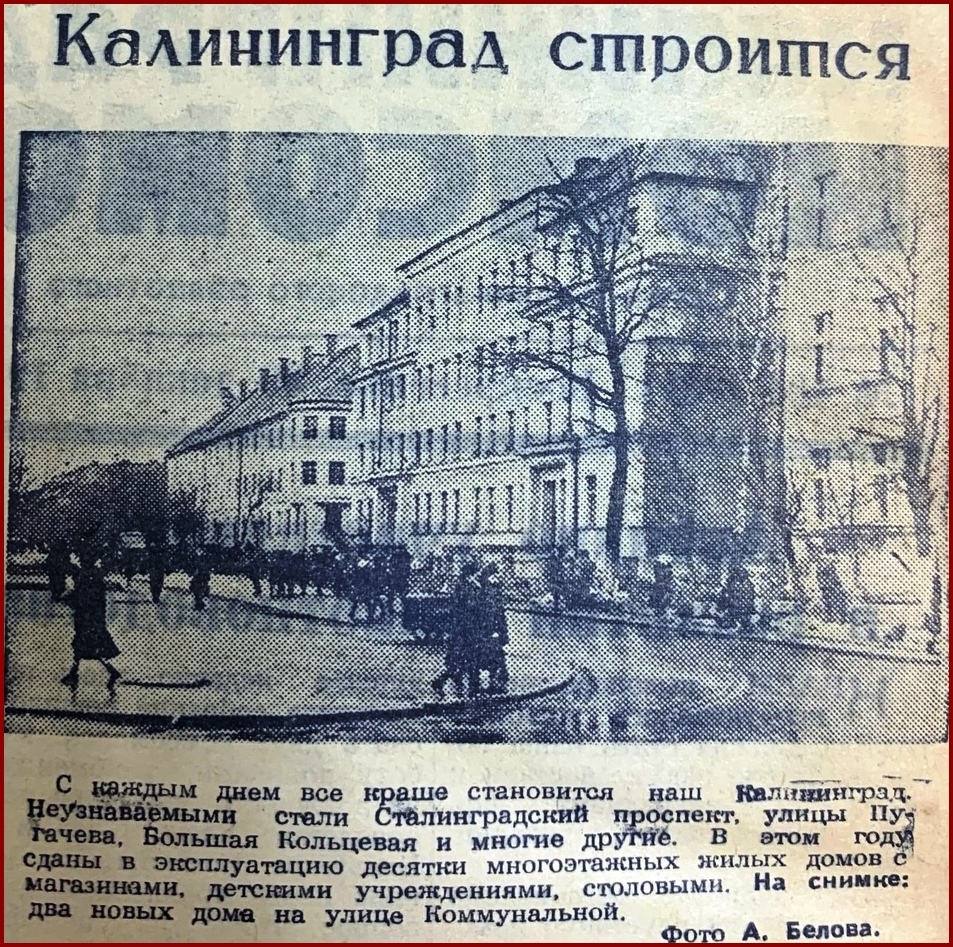 Калининград строится
С каждым днем все краше становится наш Калининград.
Неузнаваемыми стали Сталинградский проспект, улицы Пу-
гачева, Большая Кольцевая и многие другие. В этом году
сданы в эксплуатацию десятки многоэтажных жилых домов с
магазинами, детскими учреждениями, столовыми. На снимке:
два новых дома на улице Коммунальной.
Фото А. Белова.